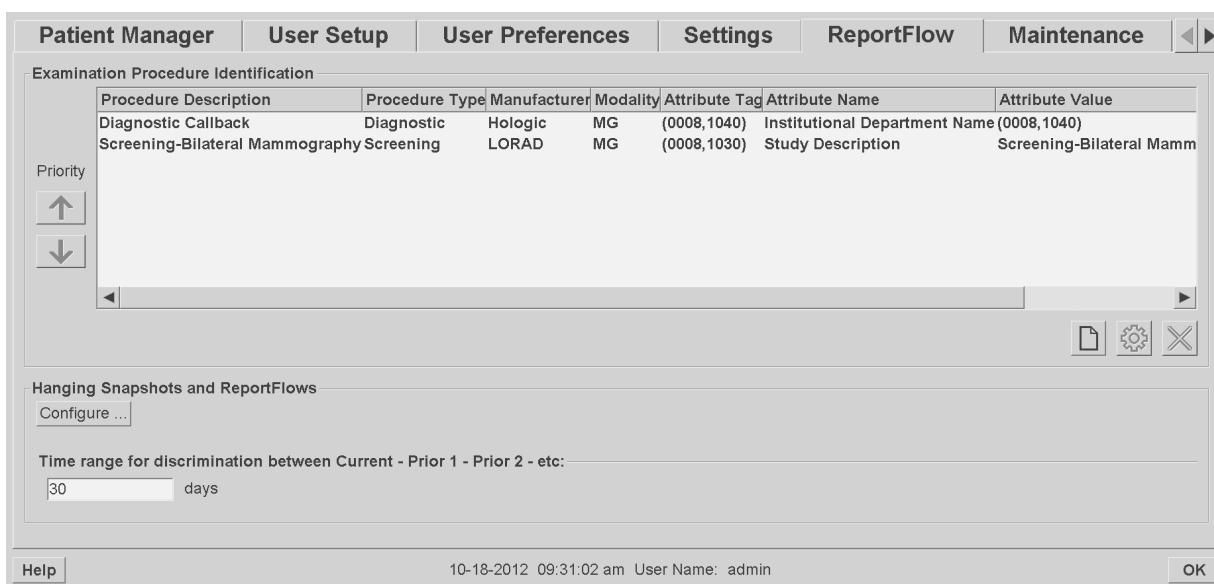 Patient Manager User Setup User Preferences Settings ReportFlow Maintenance
Examination Procedure Identification
Procedure Description Procedure Type Manufacturer Modality Attribute Tag Attribute Name Attribute Value
Diagnostic Callback Diagnostic Hologic MG (0008,1040) Institutional Department Name (0008,1040)
Screening-Bilateral Mammography Screening LORAD MG (0008,1030) Study Description Screening-Bilateral Mamm
Priority
Hanging Snapshots and ReportFlows
Configure ...
Time range for discrimination between Current - Prior 1 - Prior 2 - etc:
30 days
Help 10-18-2012 09:31:02 am User Name: admin OK